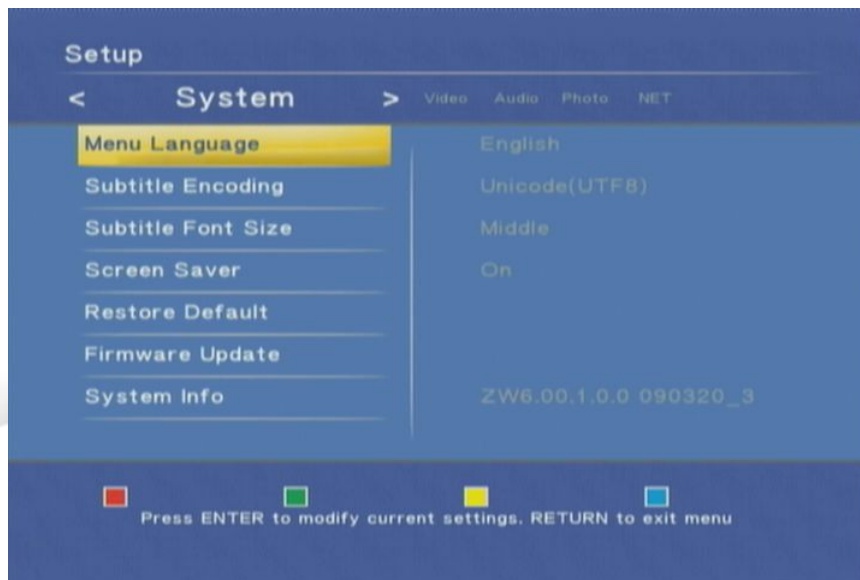 Setup
< System > Video Audio Photo NET
Menu Language English
Subtitle Encoding Unicode(UTF8)
Subtitle Font Size Middle
Screen Saver On
Restore Default
Firmware Update
System Info ZW6.00.1.0.0 090320_3
Press ENTER to modify current settings. RETURN to exit menu